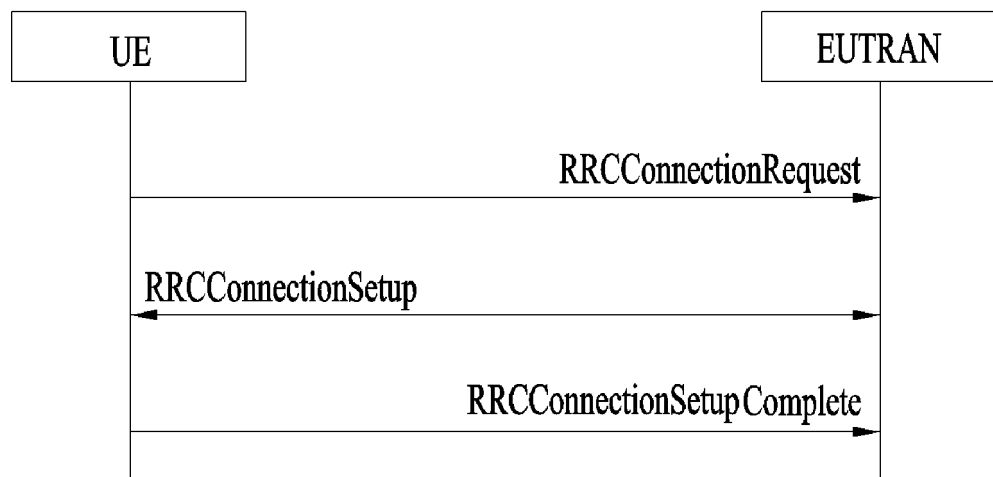 UE
EUTRAN
RRCConnectionRequest
RRCConnectionSetup
RRCConnectionSetupComplete